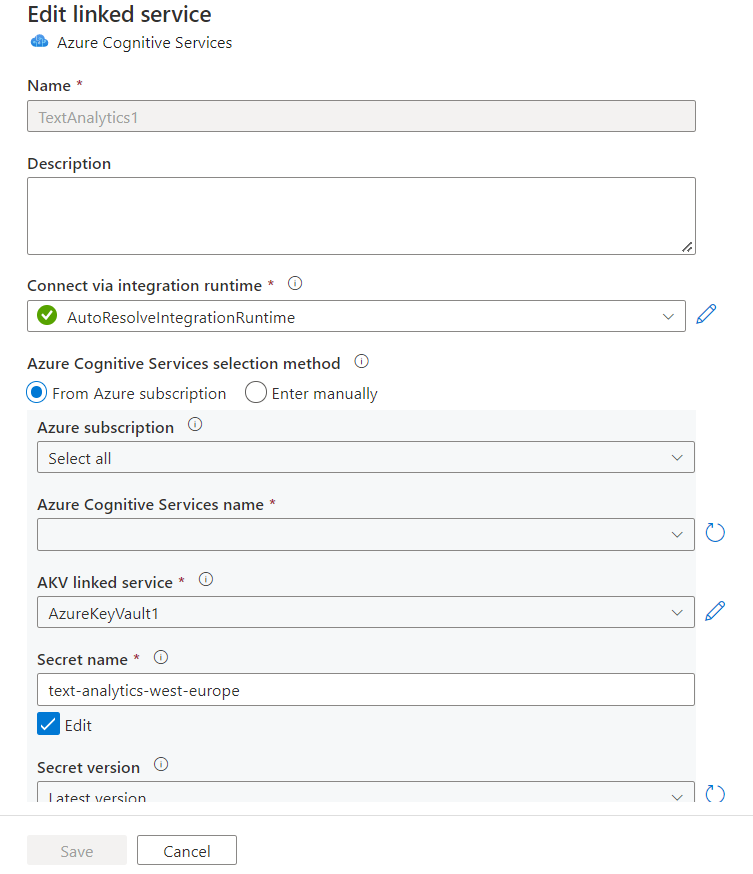 Edit linked service
Azure Cognitive Services
Name *
TextAnalytics1
Description
Connect via integration runtime *
AutoResolveIntegrationRuntime
Azure Cognitive Services selection method
From Azure subscription Enter manually
Azure subscription
Select all
Azure Cognitive Services name *
AKV linked service *
AzureKeyVault1
Secret name *
text-analytics-west-europe
Edit
Secret version
Latest version
Save Cancel